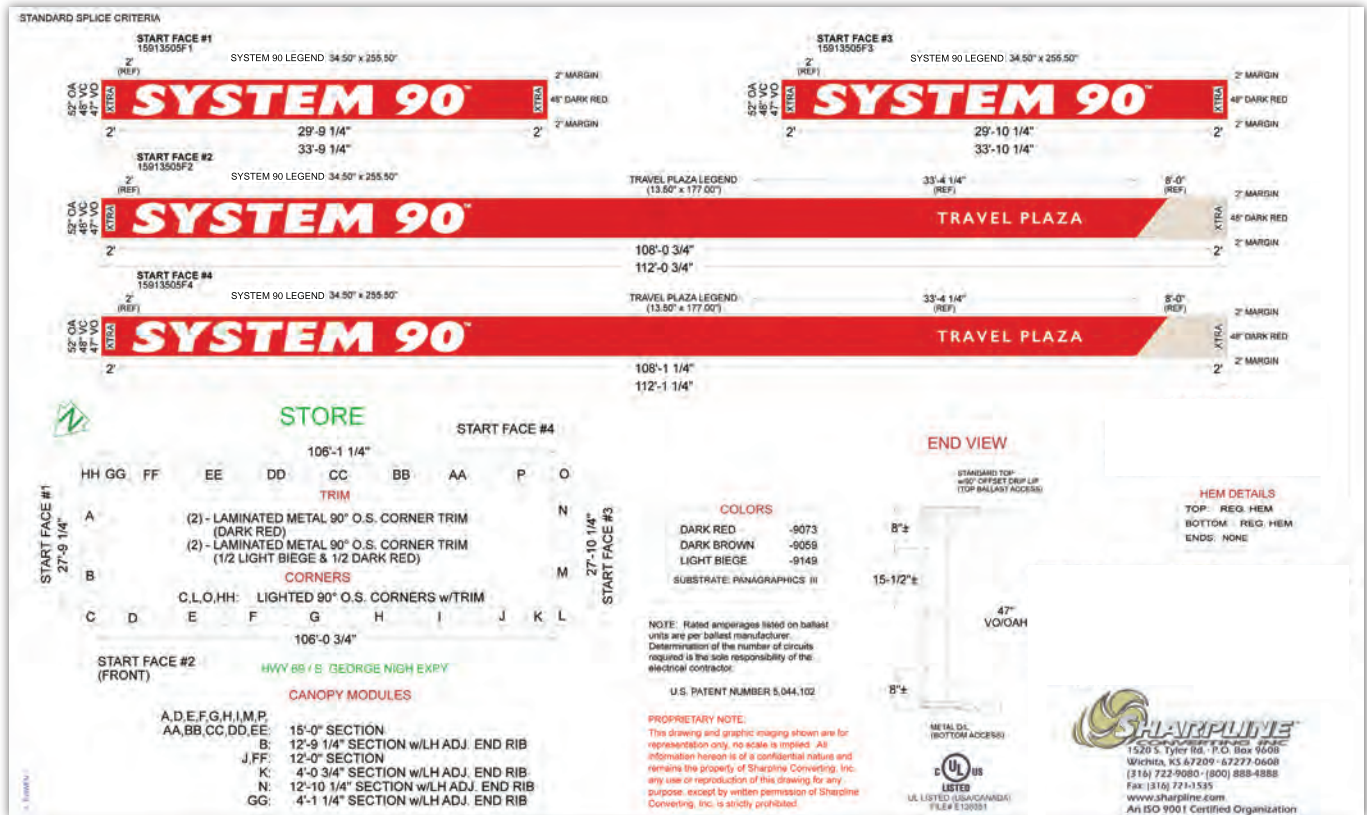 STANDARD SPLICE CRITERIA
START FACE #1
15913505F1
2'
(REF)
SYSTEM 90 LEGEND 34.50" x 255.50"
52" OA
48" VC
47" VO
XTRA
SYSTEM 90™
XTRA
2" MARGIN
48" DARK RED
2" MARGIN
2'
29'-9 1/4"
2'
33'-9 1/4"
START FACE #3
15913505F3
2'
(REF)
SYSTEM 90 LEGEND 34.50" x 255.50"
52" OA
48" VC
47" VO
XTRA
SYSTEM 90™
XTRA
2" MARGIN
48" DARK RED
2" MARGIN
2'
29'-10 1/4"
2'
33'-10 1/4"
START FACE #2
15913505F2
2'
(REF)
SYSTEM 90 LEGEND 34.50" x 255.50"
TRAVEL PLAZA LEGEND
(13.50" x 177.00")
33'-4 1/4"
(REF)
8'-0"
(REF)
52" OA
48" VC
47" VO
XTRA
SYSTEM 90™
TRAVEL PLAZA
XTRA
2" MARGIN
48" DARK RED
2" MARGIN
2'
108'-0 3/4"
2'
112'-0 3/4"
START FACE #4
15913505F4
2'
(REF)
SYSTEM 90 LEGEND 34.50" x 255.50"
TRAVEL PLAZA LEGEND
(13.50" x 177.00")
33'-4 1/4"
(REF)
8'-0"
(REF)
52" OA
48" VC
47" VO
XTRA
SYSTEM 90™
TRAVEL PLAZA
XTRA
2" MARGIN
48" DARK RED
2" MARGIN
2'
108'-1 1/4"
2'
112'-1 1/4"
N
STORE
START FACE #4
106'-1 1/4"
HH GG FF EE DD CC BB AA P O
START FACE #1
27'-9 1/4"
A
B
TRIM
(2) - LAMINATED METAL 90° O.S. CORNER TRIM
(DARK RED)
(2) - LAMINATED METAL 90° O.S. CORNER TRIM
(1/2 LIGHT BIEGE & 1/2 DARK RED)
CORNERS
C,L,O,HH: LIGHTED 90° O.S. CORNERS w/TRIM
N
M
27'-10 1/4"
START FACE #3
C D E F G H I J K L
106'-0 3/4"
START FACE #2
(FRONT)
HWY 69 / S. GEORGE NIGH EXPY
CANOPY MODULES
A,D,E,F,G,H,I,M,P,
AA,BB,CC,DD,EE: 15'-0" SECTION
B: 12'-9 1/4" SECTION w/LH ADJ. END RIB
J,FF: 12'-0" SECTION
K: 4'-0 3/4" SECTION w/LH ADJ. END RIB
N: 12'-10 1/4" SECTION w/LH ADJ. END RIB
GG: 4'-1 1/4" SECTION w/LH ADJ. END RIB
COLORS
DARK RED -9073
DARK BROWN -9059
LIGHT BIEGE -9149
SUBSTRATE: PANAGRAPHICS III
NOTE: Rated amperages listed on ballast
units are per ballast manufacturer.
Determination of the number of circuits
required is the sole responsibility of the
electrical contractor.
U.S. PATENT NUMBER 5,044,102
PROPRIETARY NOTE:
This drawing and graphic imaging shown are for
representation only, no scale is implied. All
information hereon is of a confidential nature and
remains the property of Sharpline Converting, Inc.
any use or reproduction of this drawing for any
purpose, except by written permission of Sharpline
Converting, Inc. is strictly prohibited.
END VIEW
STANDARD TOP
w/90° OFFSET DRIP LIP
(TOP BALLAST ACCESS)
8"±
15-1/2"±
47"
VO/OAH
8"±
METAL D/L
(BOTTOM ACCESS)
C UL US
LISTED
UL LISTED (USA/CANADA)
HEM DETAILS
TOP: REG. HEM
BOTTOM: REG. HEM
ENDS: NONE
SHARPLINE™
CONVERTING INC
1520 S. Tyler Rd. · P.O. Box 9608
Wichita, KS 67209 · 67277-0608
(316) 722-9080 · (800) 888-4888
Fax: (316) 721-1535
www.sharpline.com
An ISO 9001 Certified Organization